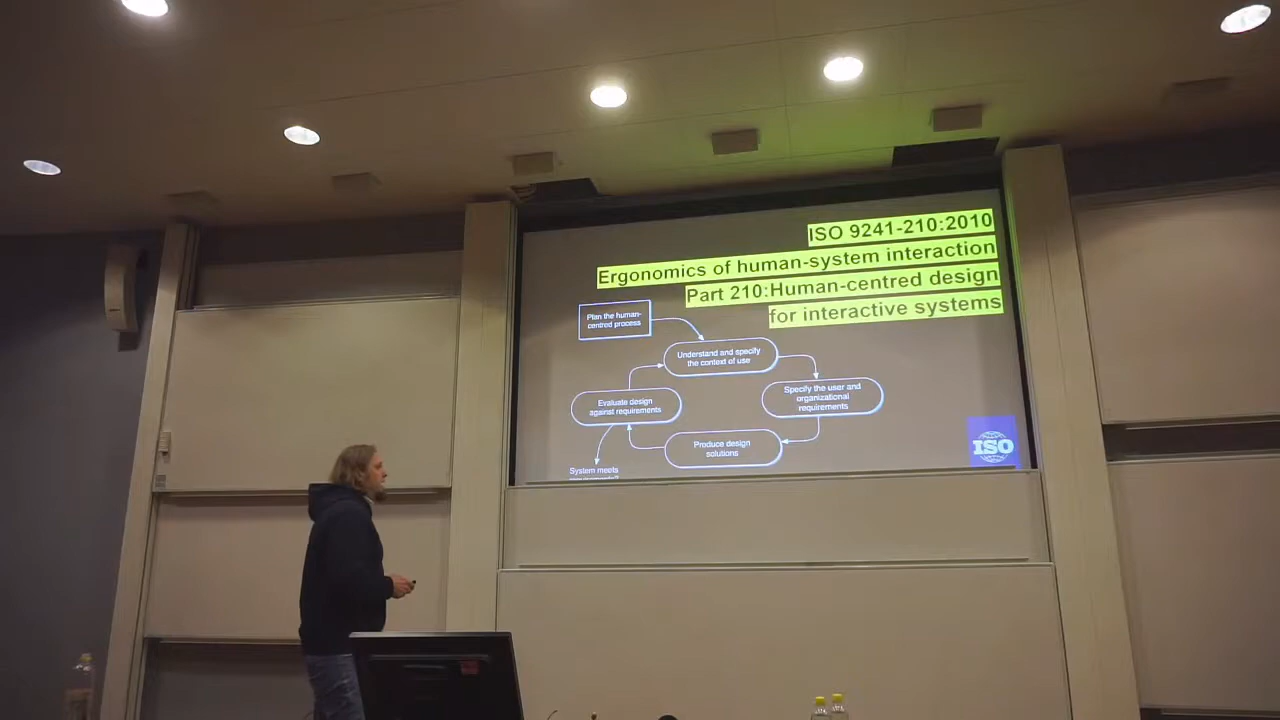 ISO 9241-210:2010
Ergonomics of human-system interaction
Part 210:Human-centred design
for interactive systems
Plan the human-
centred process
Understand and specify
the context of use
Specify the user and
organizational
requirements
Evaluate design
against requirements
Produce design
solutions
System meets
ISO